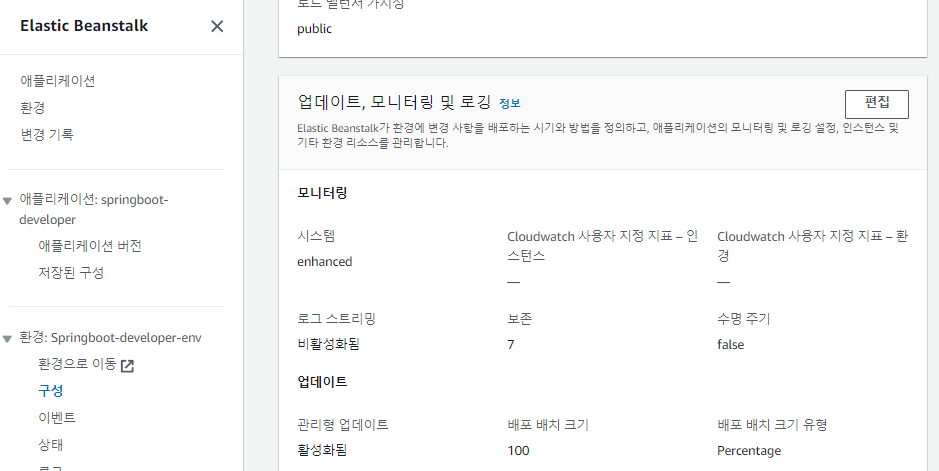 Elastic Beanstalk
애플리케이션
환경
변경 기록
애플리케이션: springboot-
developer
애플리케이션 버전
저장된 구성
환경: Springboot-developer-env
환경으로 이동
구성
이벤트
상태
로드 밸런서 가시성
public
업데이트, 모니터링 및 로깅 정보
편집
Elastic Beanstalk가 환경에 변경 사항을 배포하는 시기와 방법을 정의하고, 애플리케이션의 모니터링 및 로깅 설정, 인스턴스 및
기타 환경 리소스를 관리합니다.
모니터링
시스템
enhanced
Cloudwatch 사용자 지정 지표 – 인
스턴스
—
Cloudwatch 사용자 지정 지표 – 환
경
—
로그 스트리밍
비활성화됨
보존
7
수명 주기
false
업데이트
관리형 업데이트
활성화됨
배포 배치 크기
100
배포 배치 크기 유형
Percentage